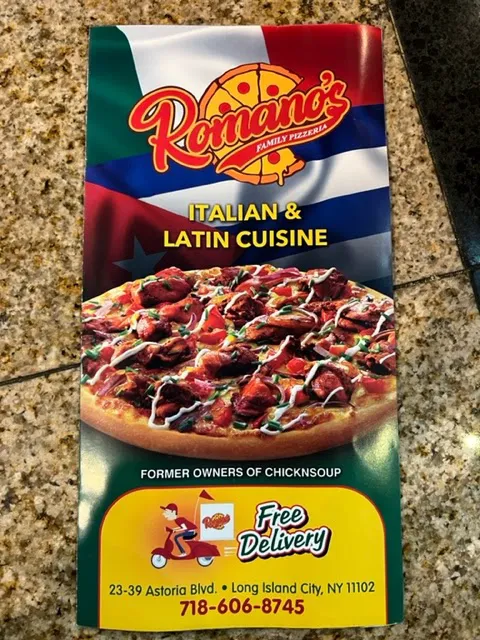 Romano's
FAMILY PIZZERIA
ITALIAN &
LATIN CUISINE
FORMER OWNERS OF CHICKNSOUP
Romano's
Free
Delivery
23-39 Astoria Blvd. • Long Island City, NY 11102
718-606-8745